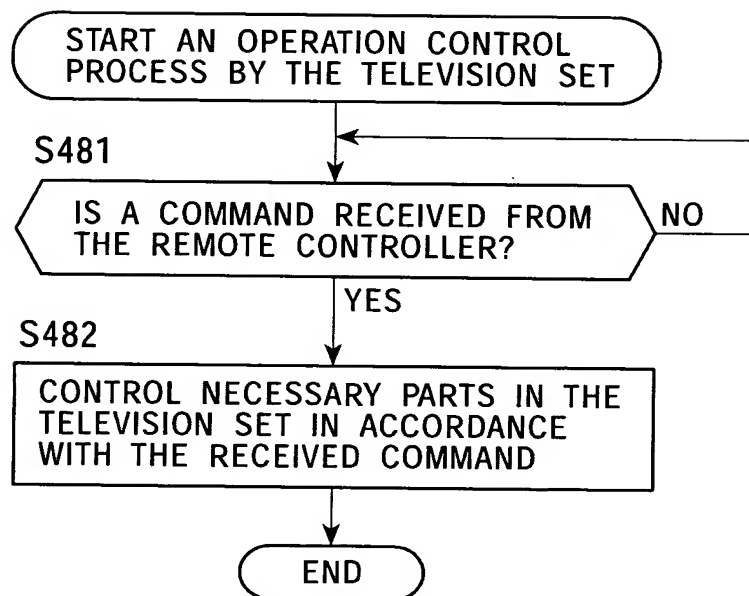 START AN OPERATION CONTROL
PROCESS BY THE TELEVISION SET
S481
IS A COMMAND RECEIVED FROM
THE REMOTE CONTROLLER?
NO
YES
S482
CONTROL NECESSARY PARTS IN THE
TELEVISION SET IN ACCORDANCE
WITH THE RECEIVED COMMAND
END